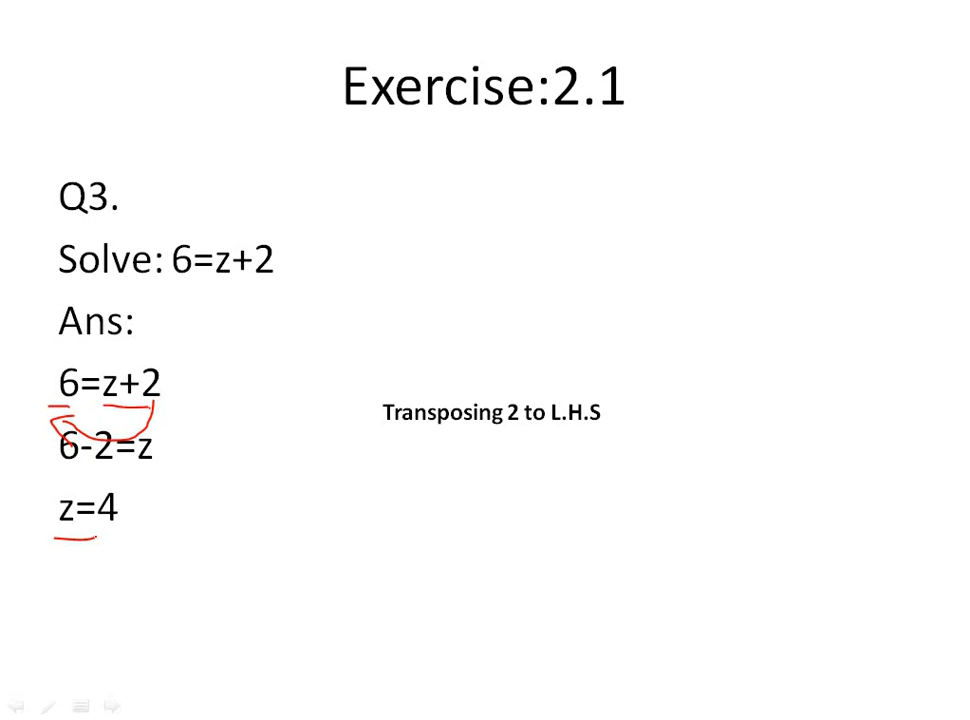 Exercise:2.1
Q3.
Solve: 6=z+2
Ans:
6=z+2
Transposing 2 to L.H.S
6-2=z
z=4